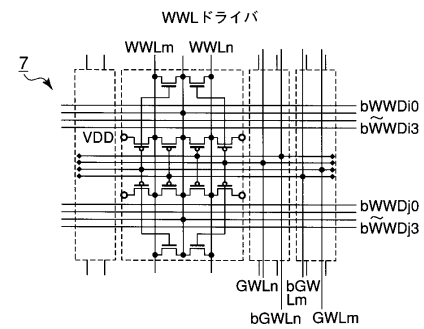 WWLドライバ
WWLm WWLn
7
bWWDi0
~
bWWDi3
VDD
bWWDj0
~
bWWDj3
GWLn bGW
Lm
bGWLn GWLm